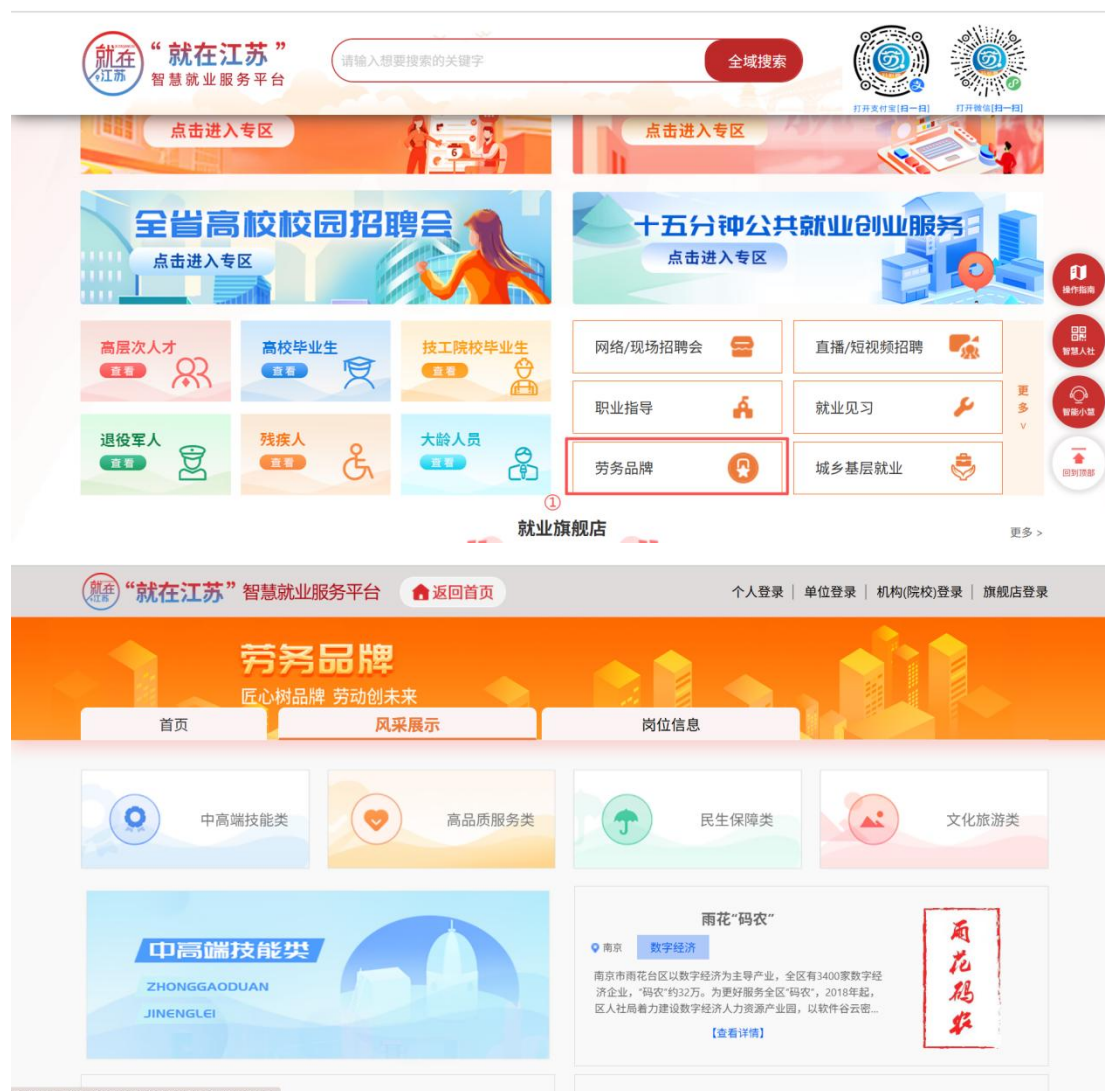 就在江苏
“就在江苏”
智慧就业服务平台
请输入想要搜索的关键字
全域搜索
打开支付宝[扫一扫]
打开微信[扫一扫]
点击进入专区
点击进入专区
全省高校校园招聘会
点击进入专区
十五分钟公共就业创业服务
点击进入专区
操作指南
智慧人社
智能小慧
回到顶部
高层次人才
查看
高校毕业生
查看
技工院校毕业生
查看
网络/现场招聘会
直播/短视频招聘
职业指导
就业见习
更多
退役军人
查看
残疾人
查看
大龄人员
查看
劳务品牌
城乡基层就业
①
就业旗舰店
更多 >
就在江苏
“就在江苏”智慧就业服务平台
返回首页
个人登录 | 单位登录 | 机构(院校)登录 | 旗舰店登录
劳务品牌
匠心树品牌 劳动创未来
首页
风采展示
岗位信息
中高端技能类
高品质服务类
民生保障类
文化旅游类
中高端技能类
ZHONGGAODUAN
JINENGLEI
雨花“码农”
南京
数字经济
南京市雨花台区以数字经济为主导产业，全区有3400家数字经
济企业，“码农”约32万。为更好服务全区“码农”，2018年起，
区人社局着力建设数字经济人力资源产业园，以软件谷云密...
【查看详情】
雨花码农